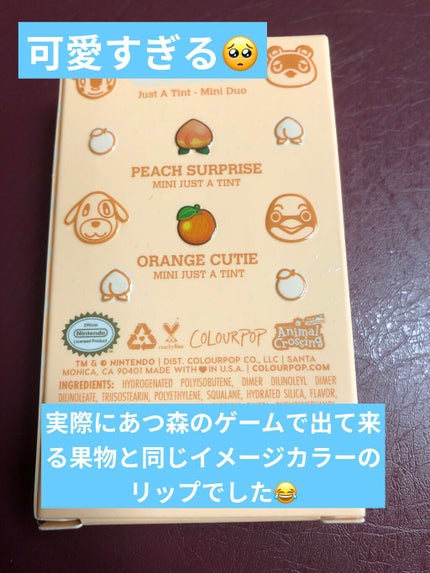 可愛すぎる🥺
Just A Tint - Mini Duo
PEACH SURPRISE
MINI JUST A TINT
ORANGE CUTIE
MINI JUST A TINT
Official
Nintendo
Licensed Product
COLOURPOP
Animal
Crossing
TM & © NINTENDO | DIST. COLOURPOP CO., LLC | SANTA
MONICA, CA 90401 MADE WITH ♥ IN U.S.A. | COLOURPOP.COM
INGREDIENTS: HYDROGENATED POLYISOBUTENE, DIMER DILINOLEYL DIMER
DILINOLEATE, TRIISOSTEARIN, POLYETHYLENE, SQUALANE, HYDRATED SILICA, FLAVOR,
実際にあつ森のゲームで出て来
る果物と同じイメージカラーの
リップでした😂